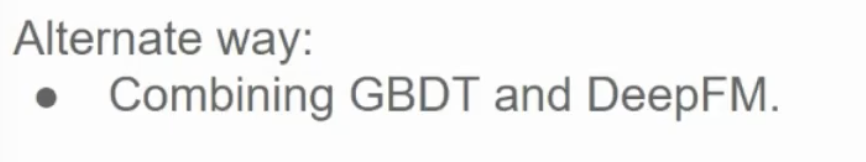 Alternate way:
● Combining GBDT and DeepFM.